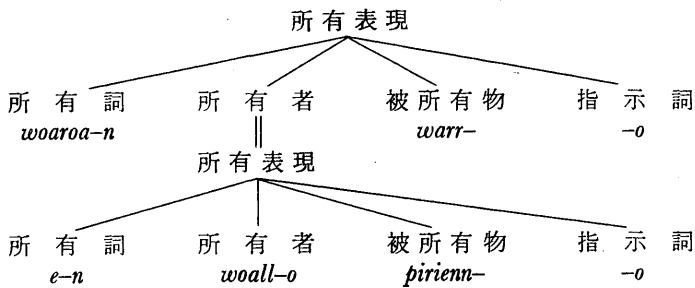 所有表現
所有詞 所有者 被所有物 指示詞
woaroa–n warr– –o
所有表現
所有詞 所有者 被所有物 指示詞
e–n woall–o pirienn– –o